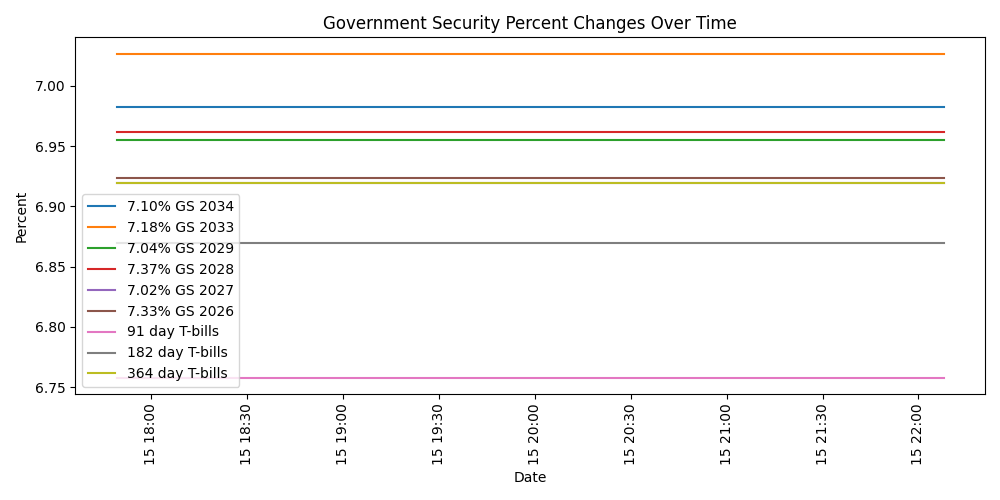 Government Security Percent Changes Over Time
Percent
7.00
6.95
6.90
6.85
6.80
6.75
7.10% GS 2034
7.18% GS 2033
7.04% GS 2029
7.37% GS 2028
7.02% GS 2027
7.33% GS 2026
91 day T-bills
182 day T-bills
364 day T-bills
15 18:00
15 18:30
15 19:00
15 19:30
15 20:00
15 20:30
15 21:00
15 21:30
15 22:00
Date